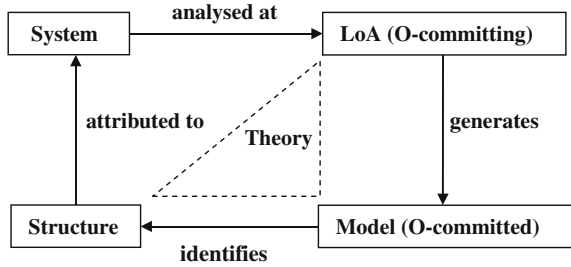 analysed at
System
LoA (O-committing)
attributed to
Theory
generates
Structure
Model (O-committed)
identifies